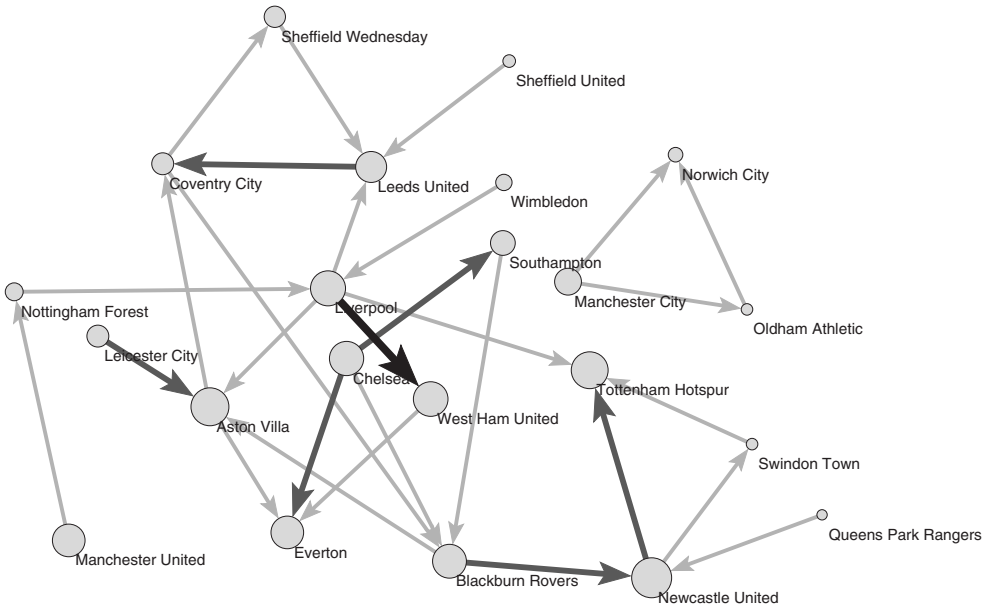 Sheffield Wednesday
Sheffield United
Coventry City
Leeds United
Norwich City
Wimbledon
Southampton
Manchester City
Nottingham Forest
Liverpool
Oldham Athletic
Leicester City
Chelsea
Tottenham Hotspur
West Ham United
Aston Villa
Swindon Town
Queens Park Rangers
Everton
Manchester United
Blackburn Rovers
Newcastle United